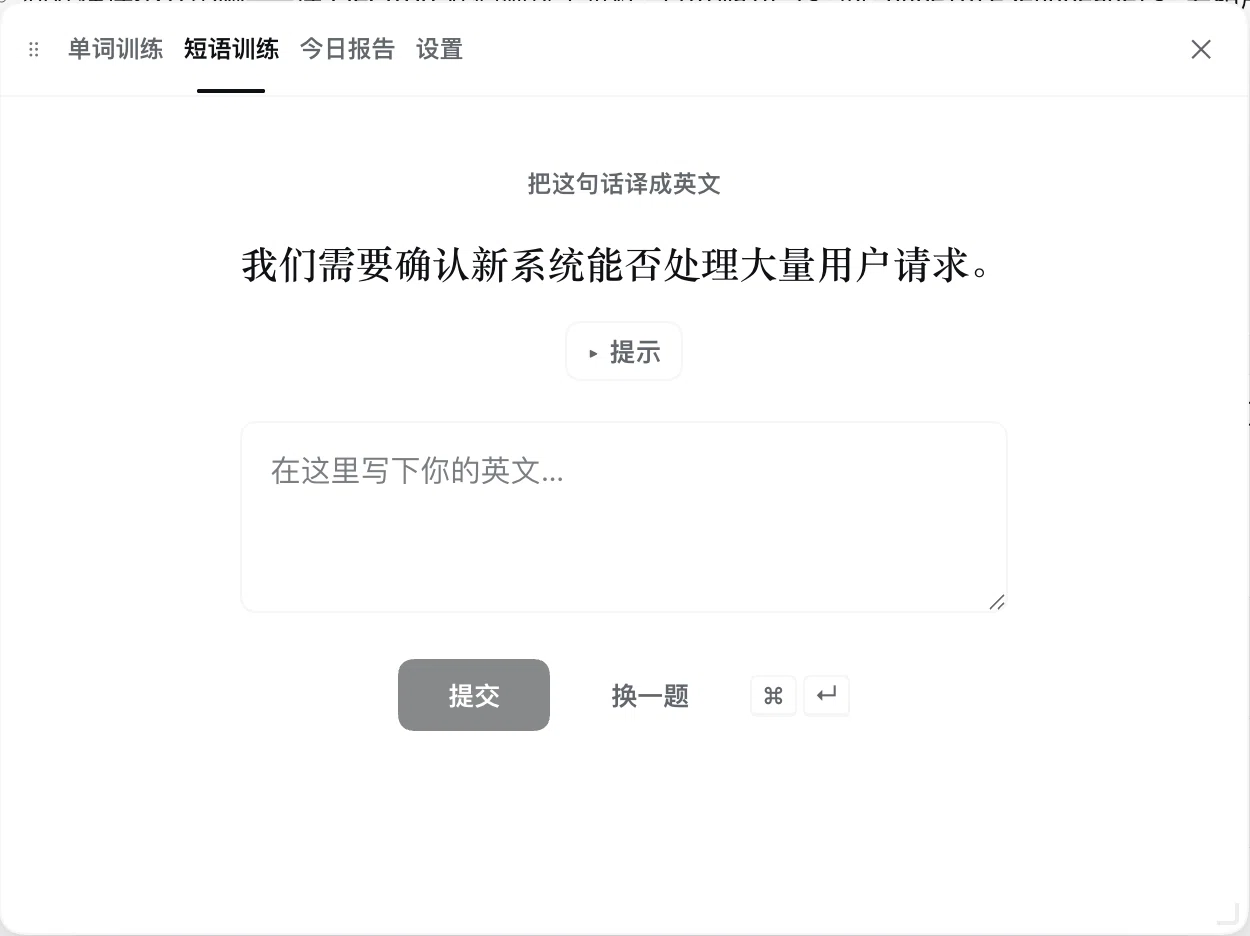 单词训练 短语训练 今日报告 设置
把这句话译成英文
我们需要确认新系统能否处理大量用户请求。
▸ 提示
在这里写下你的英文...
提交 换一题 ⌘ ↵